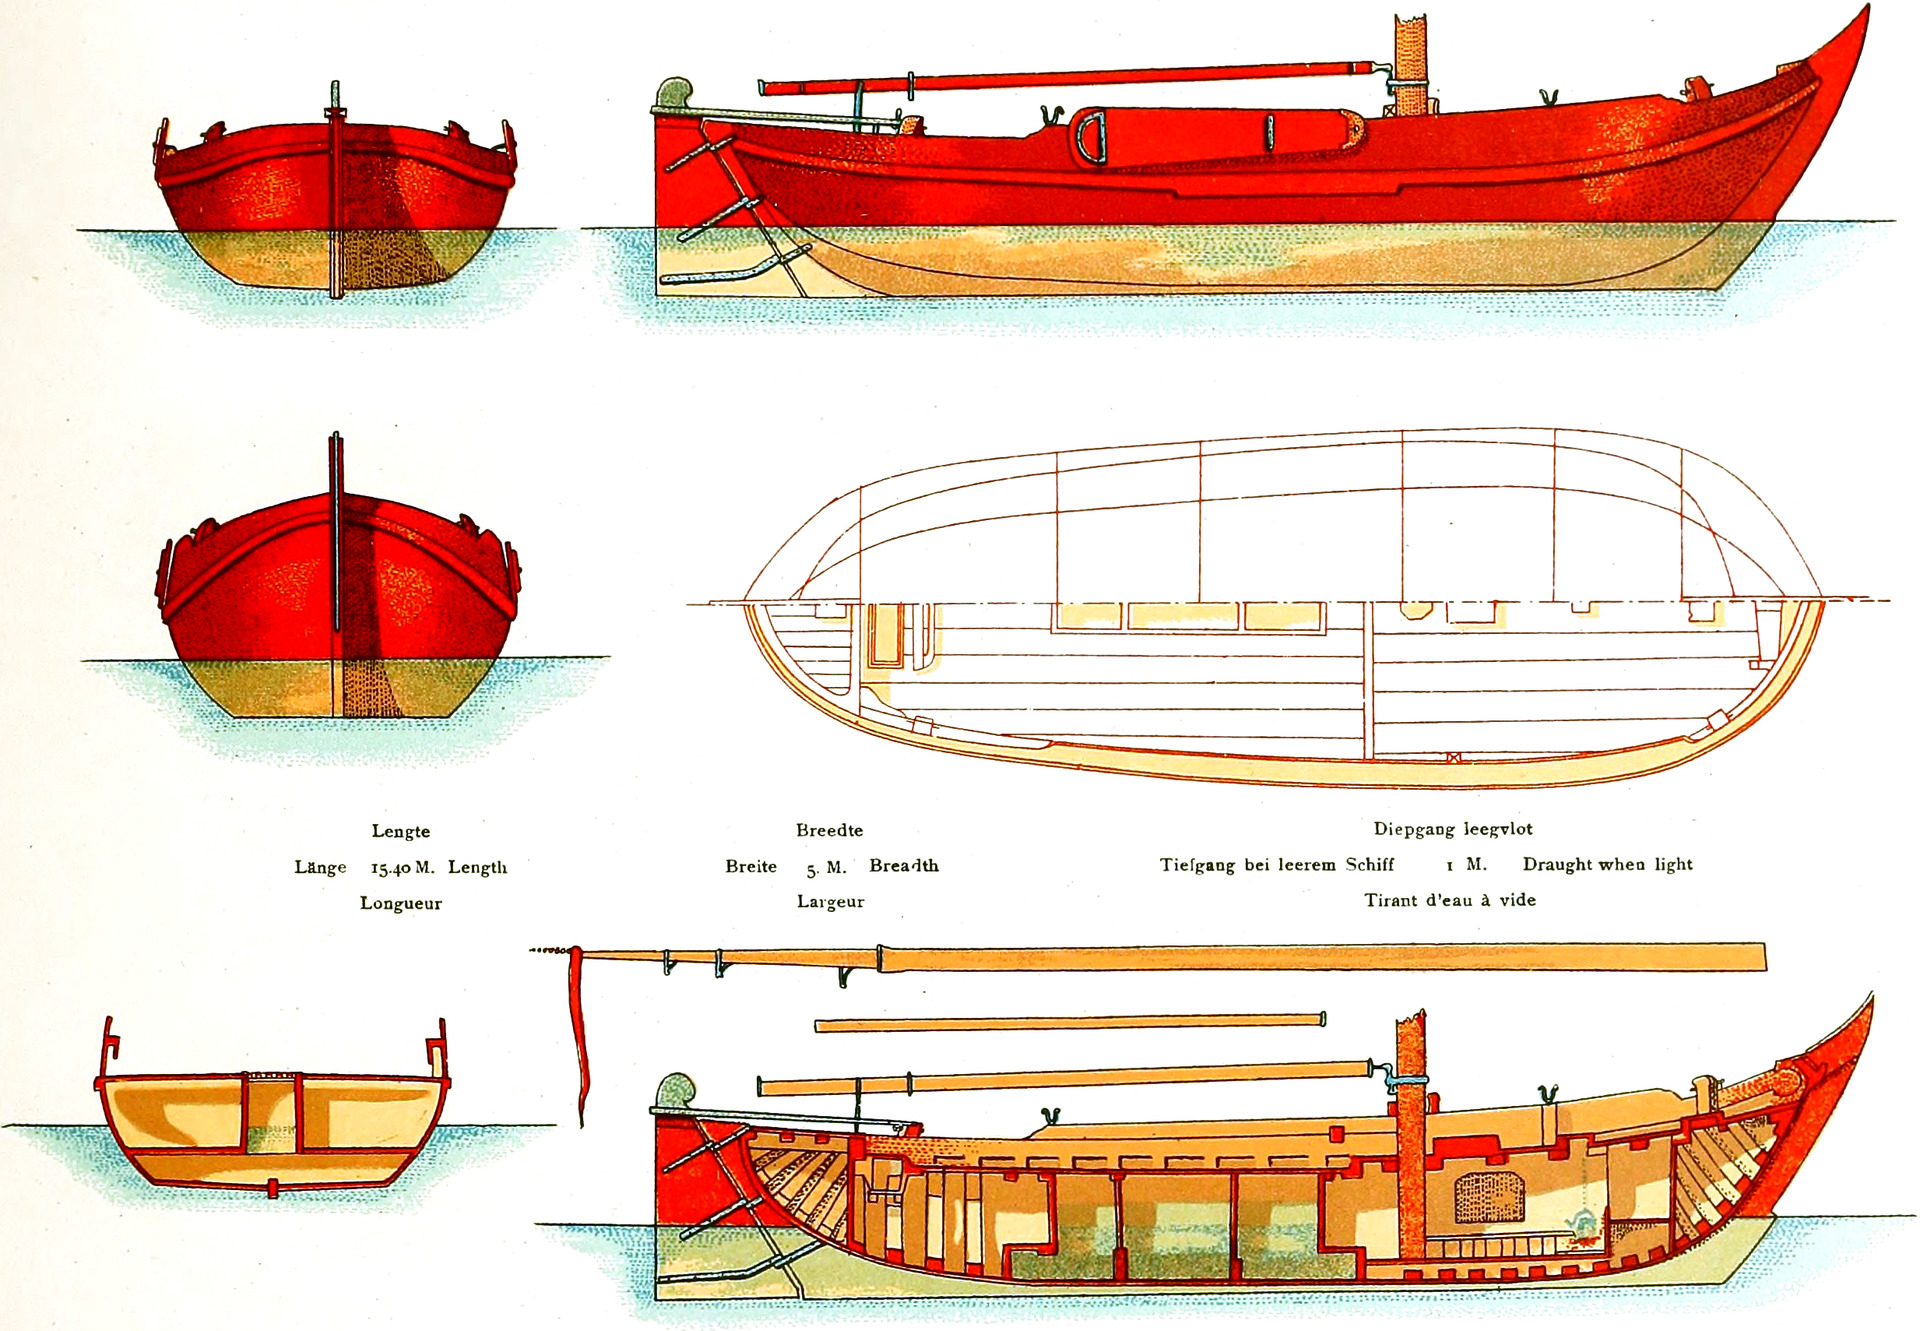 Lengte
Länge 15.40 M. Length
Longueur
Breedte
Breite 5. M. Breadth
Largeur
Diepgang leegvlot
Tiefgang bei leerem Schiff 1 M. Draught when light
Tirant d'eau à vide